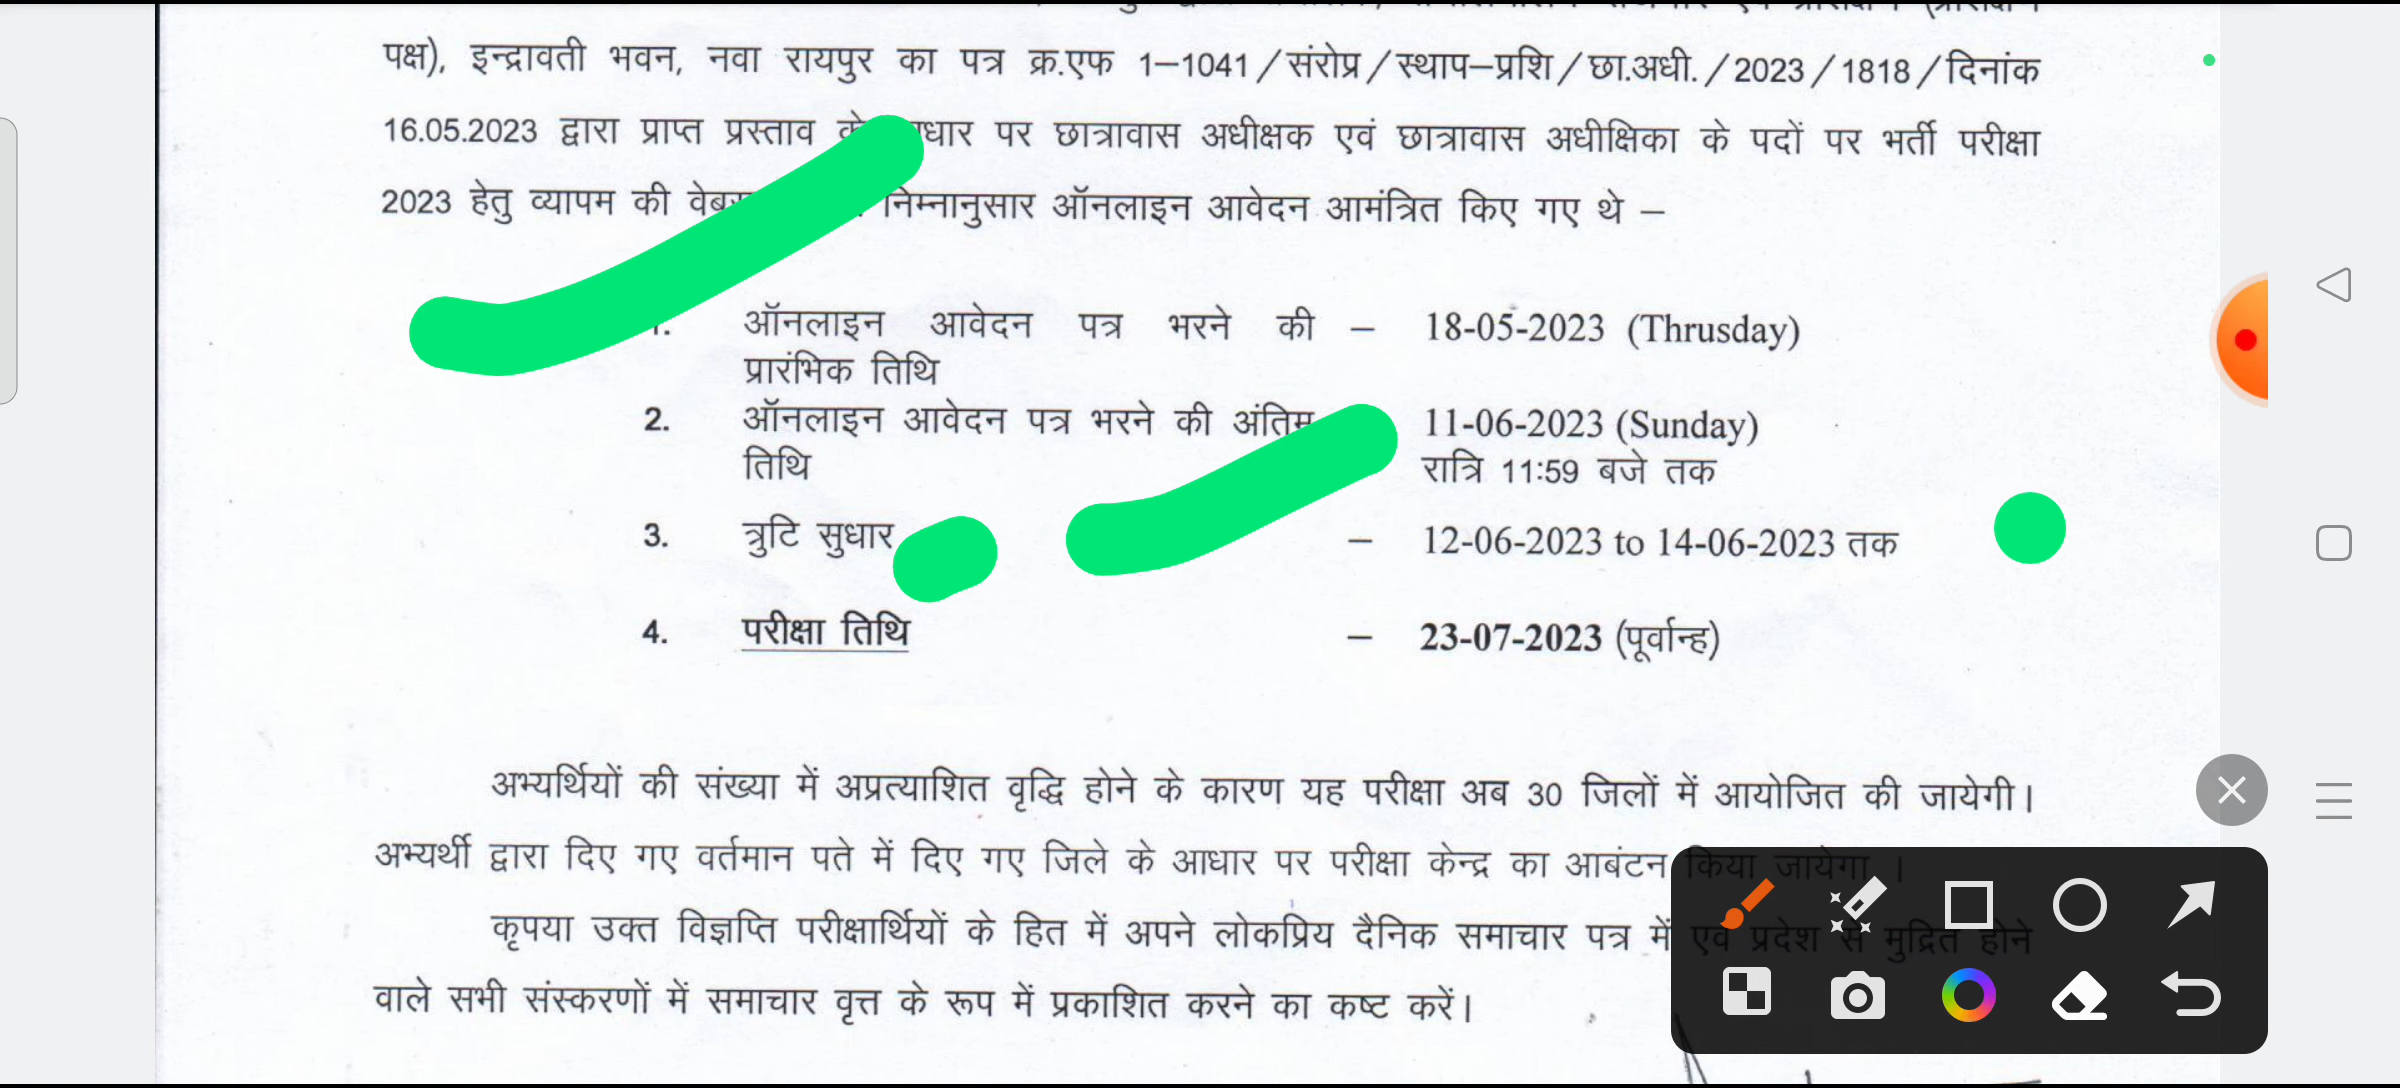 पक्ष), इन्द्रावती भवन, नवा रायपुर का पत्र क्र.एफ 1–1041/संरोप्र/स्थाप–प्रशि/छा.अधी./2023/1818/दिनांक
16.05.2023 द्वारा प्राप्त प्रस्ताव पर छात्रावास अधीक्षक एवं छात्रावास अधीक्षिका के पदों पर भर्ती परीक्षा
2023 हेतु व्यापम की निम्नानुसार ऑनलाइन आवेदन आमंत्रित किए गए थे –
1. ऑनलाइन आवेदन पत्र भरने की – 18-05-2023 (Thrusday)
प्रारंभिक तिथि
2. ऑनलाइन आवेदन पत्र भरने की अंतिम 11-06-2023 (Sunday)
तिथि रात्रि 11:59 बजे तक
3. त्रुटि सुधार – 12-06-2023 to 14-06-2023 तक
4. परीक्षा तिथि – 23-07-2023 (पूर्वान्ह)
अभ्यर्थियों की संख्या में अप्रत्याशित वृद्धि होने के कारण यह परीक्षा अब 30 जिलों में आयोजित की जायेगी।
अभ्यर्थी द्वारा दिए गए वर्तमान पते में दिए गए जिले के आधार पर परीक्षा केन्द्र का आबंटन किया जायेगा ।
कृपया उक्त विज्ञप्ति परीक्षार्थियों के हित में अपने लोकप्रिय दैनिक समाचार पत्र में एवं प्रदेश से मुद्रित होने
वाले सभी संस्करणों में समाचार वृत्त के रूप में प्रकाशित करने का कष्ट करें।